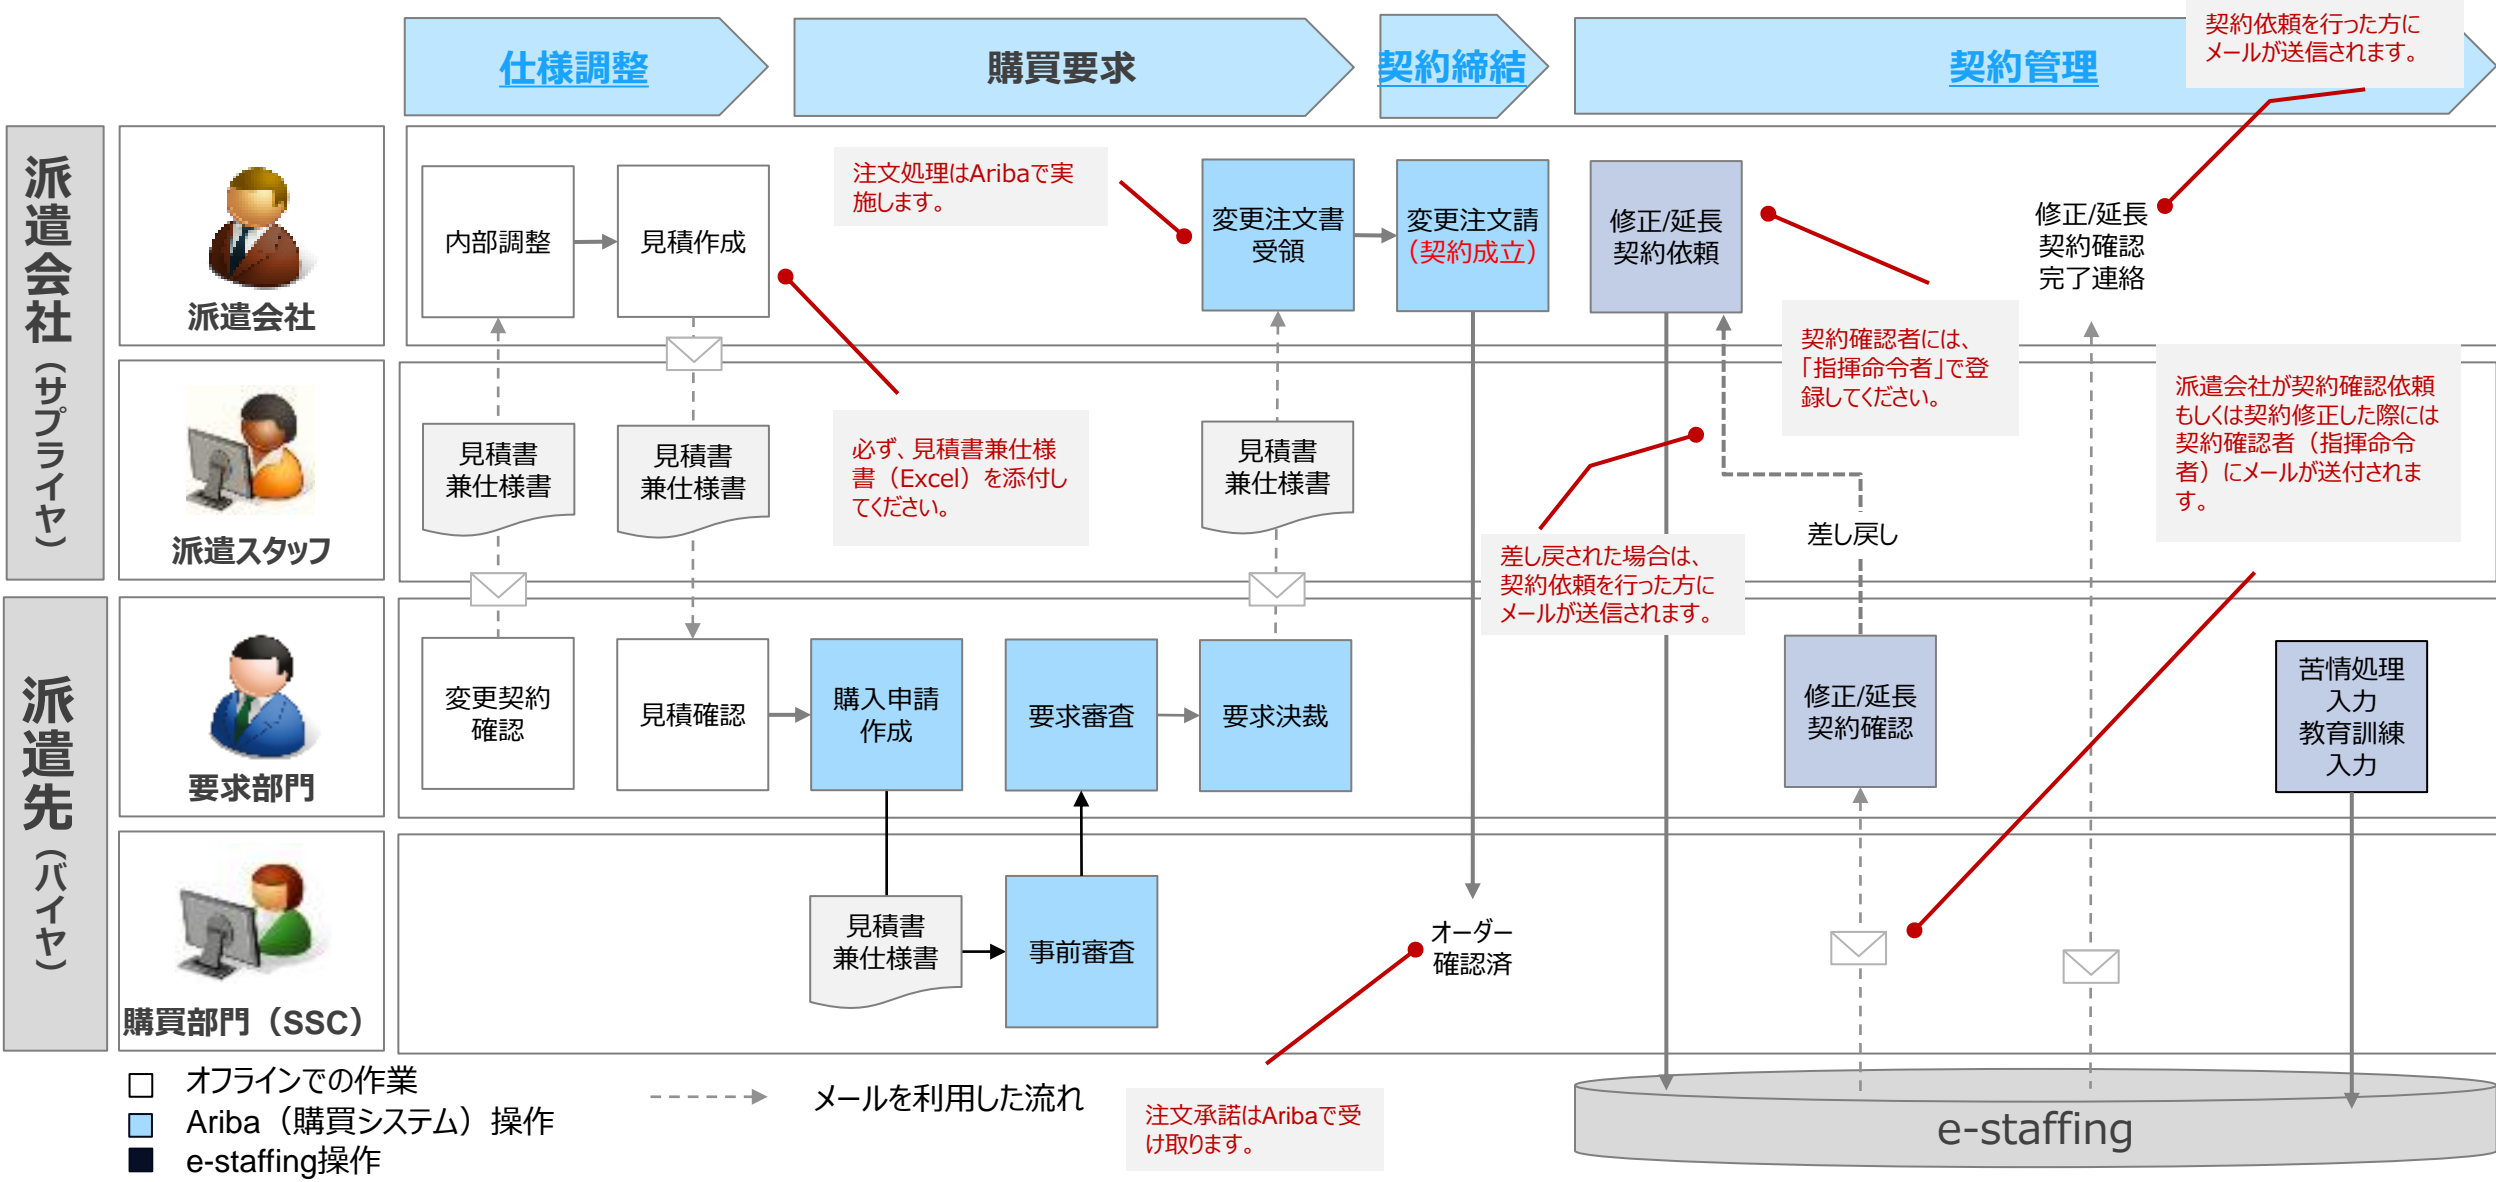 仕様調整
購買要求
契約締結
契約管理
契約依頼を行った方に
メールが送信されます。
派遣会社（サプライヤ）
派遣会社
内部調整
見積作成
注文処理はAribaで実
施します。
変更注文書
受領
変更注文請
（契約成立）
修正/延長
契約依頼
修正/延長
契約確認
完了連絡
契約確認者には、
「指揮命令者」で登
録してください。
派遣会社が契約確認依頼
もしくは契約修正した際には
契約確認者（指揮命令
者）にメールが送付されま
す。
派遣スタッフ
見積書
兼仕様書
見積書
兼仕様書
必ず、見積書兼仕様
書（Excel）を添付し
てください。
見積書
兼仕様書
差し戻された場合は、
契約依頼を行った方に
メールが送信されます。
差し戻し
派遣先（バイヤ）
要求部門
変更契約
確認
見積確認
購入申請
作成
要求審査
要求決裁
修正/延長
契約確認
苦情処理
入力
教育訓練
入力
購買部門（SSC）
見積書
兼仕様書
事前審査
オーダー
確認済
オフラインでの作業
Ariba（購買システム）操作
e-staffing操作
メールを利用した流れ
注文承諾はAribaで受
け取ります。
e-staffing